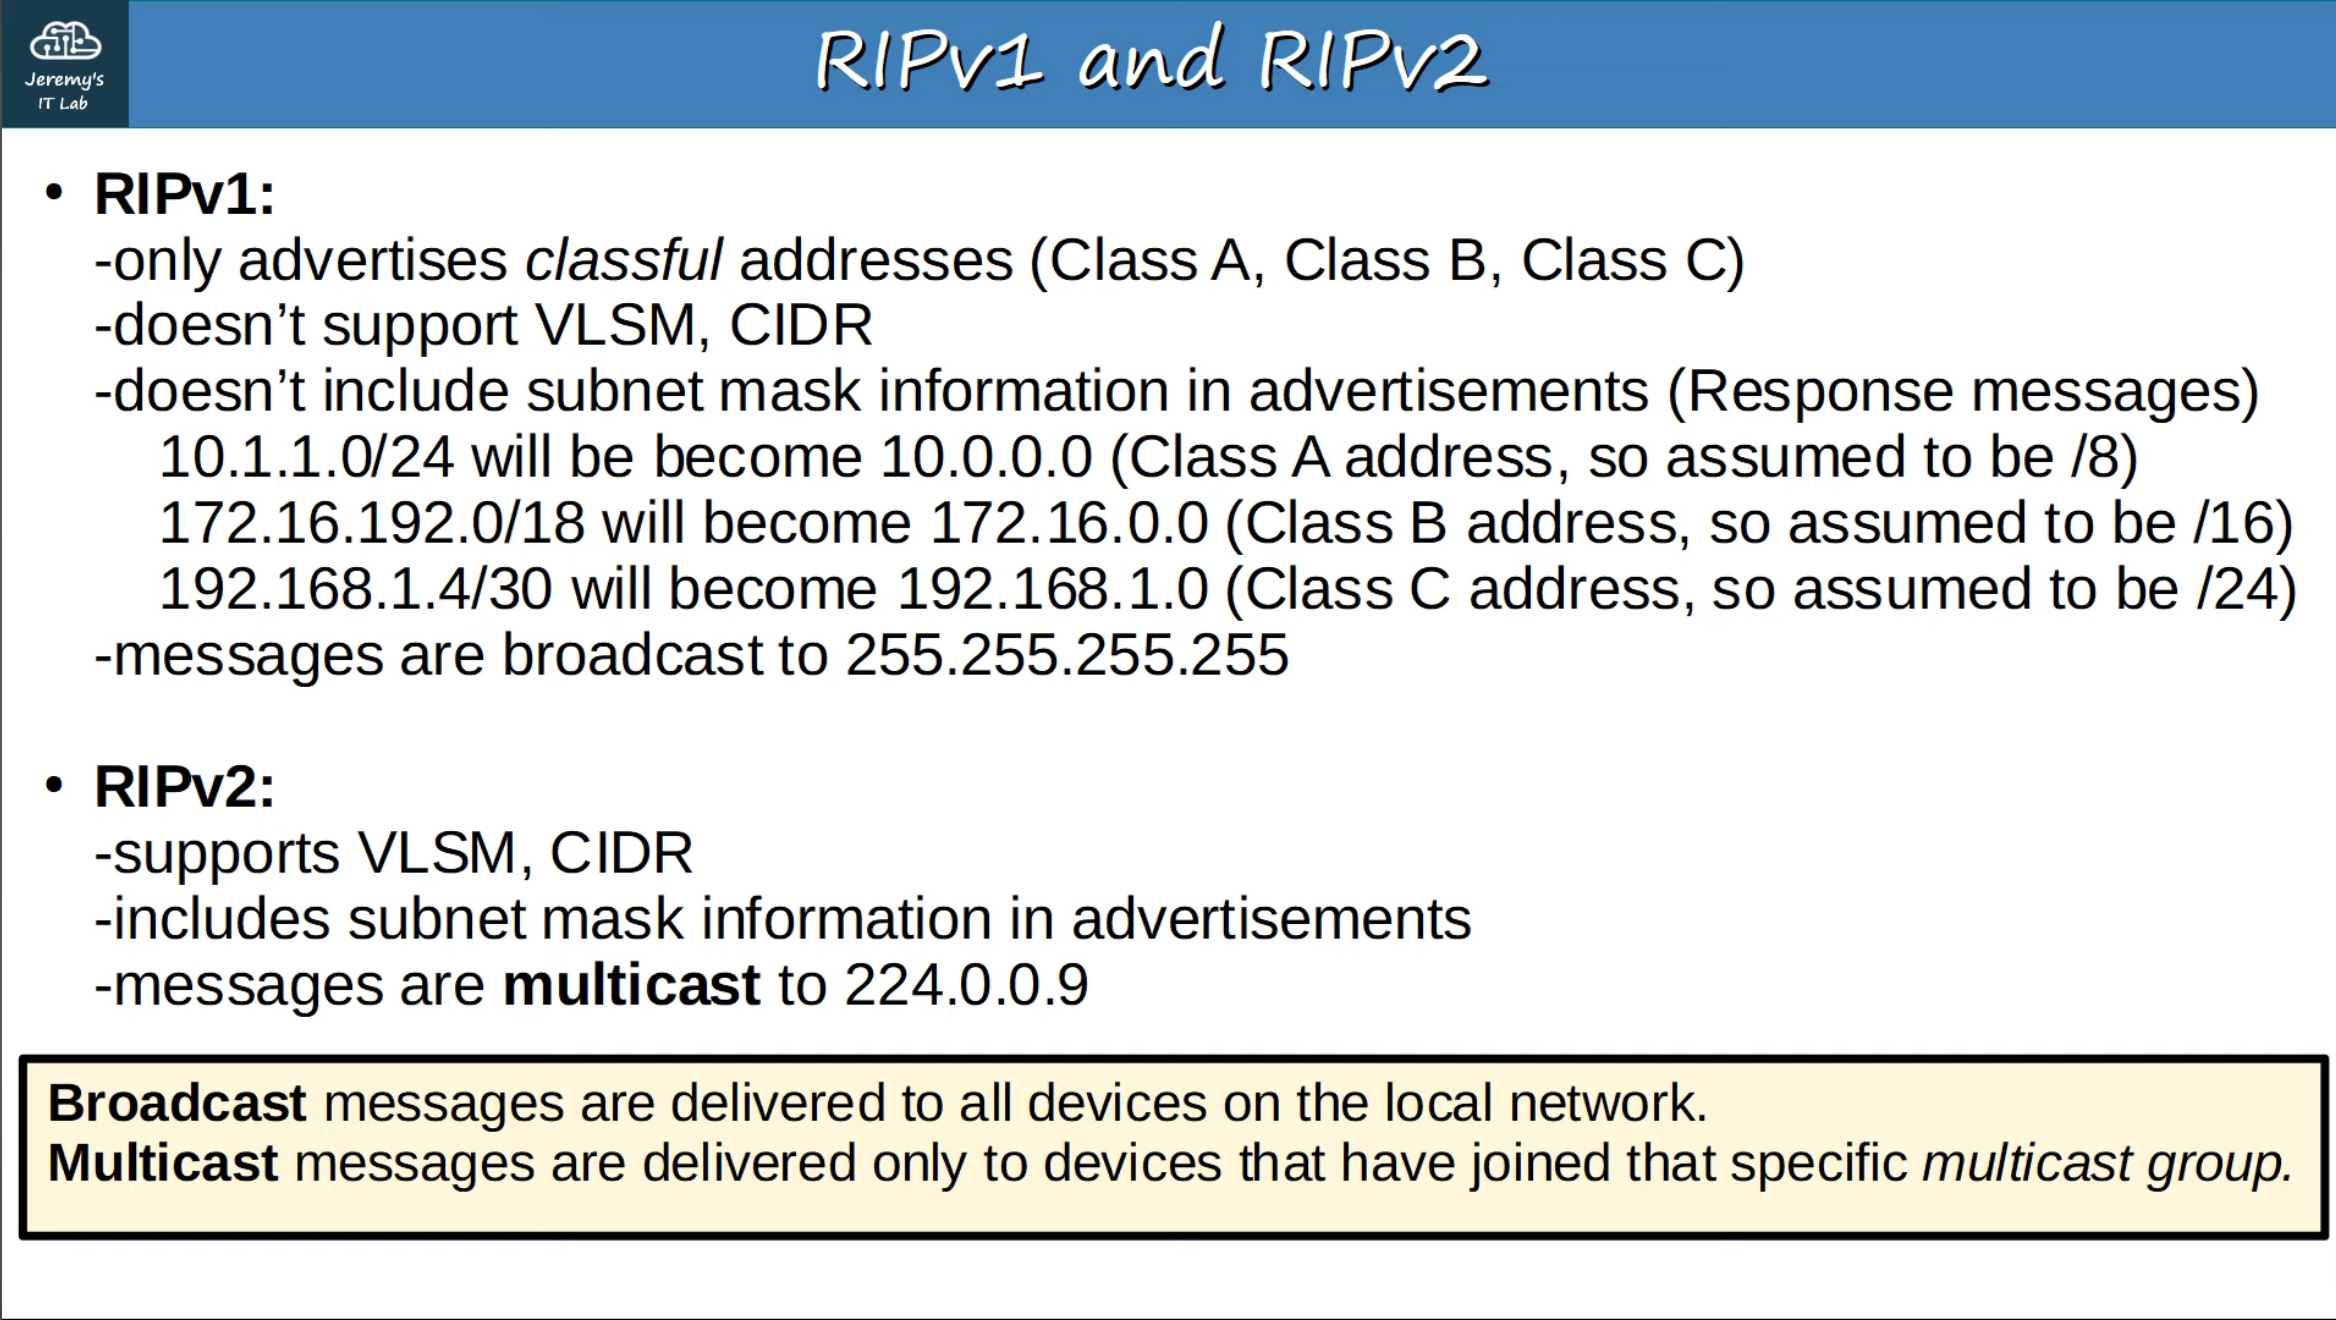 Jeremy's
IT Lab
RIPv1 and RIPv2
• RIPv1:
-only advertises classful addresses (Class A, Class B, Class C)
-doesn’t support VLSM, CIDR
-doesn’t include subnet mask information in advertisements (Response messages)
10.1.1.0/24 will be become 10.0.0.0 (Class A address, so assumed to be /8)
172.16.192.0/18 will become 172.16.0.0 (Class B address, so assumed to be /16)
192.168.1.4/30 will become 192.168.1.0 (Class C address, so assumed to be /24)
-messages are broadcast to 255.255.255.255
• RIPv2:
-supports VLSM, CIDR
-includes subnet mask information in advertisements
-messages are multicast to 224.0.0.9
Broadcast messages are delivered to all devices on the local network.
Multicast messages are delivered only to devices that have joined that specific multicast group.